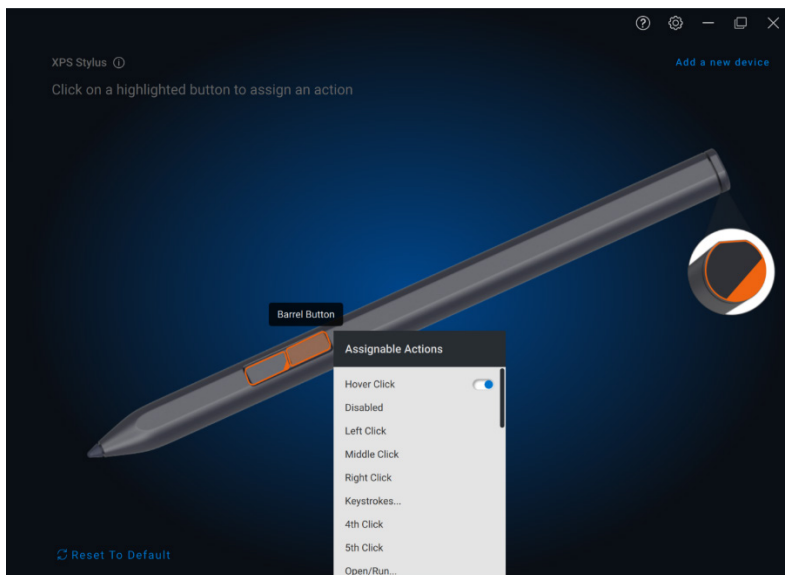 XPS Stylus
Add a new device
Click on a highlighted button to assign an action
Barrel Button
Assignable Actions
Hover Click
Disabled
Left Click
Middle Click
Right Click
Keystrokes...
4th Click
5th Click
Open/Run...
Reset To Default